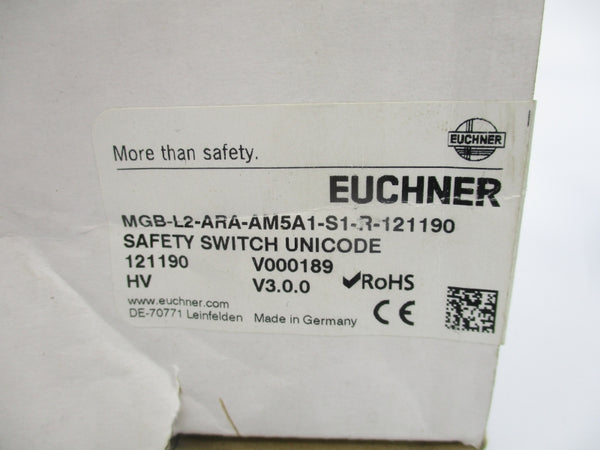 EUCHNER
More than safety.
EUCHNER
MGB-L2-ARA-AM5A1-S1-R-121190
SAFETY SWITCH UNICODE
121190 V000189
HV V3.0.0 RoHS
www.euchner.com
DE-70771 Leinfelden Made in Germany CE